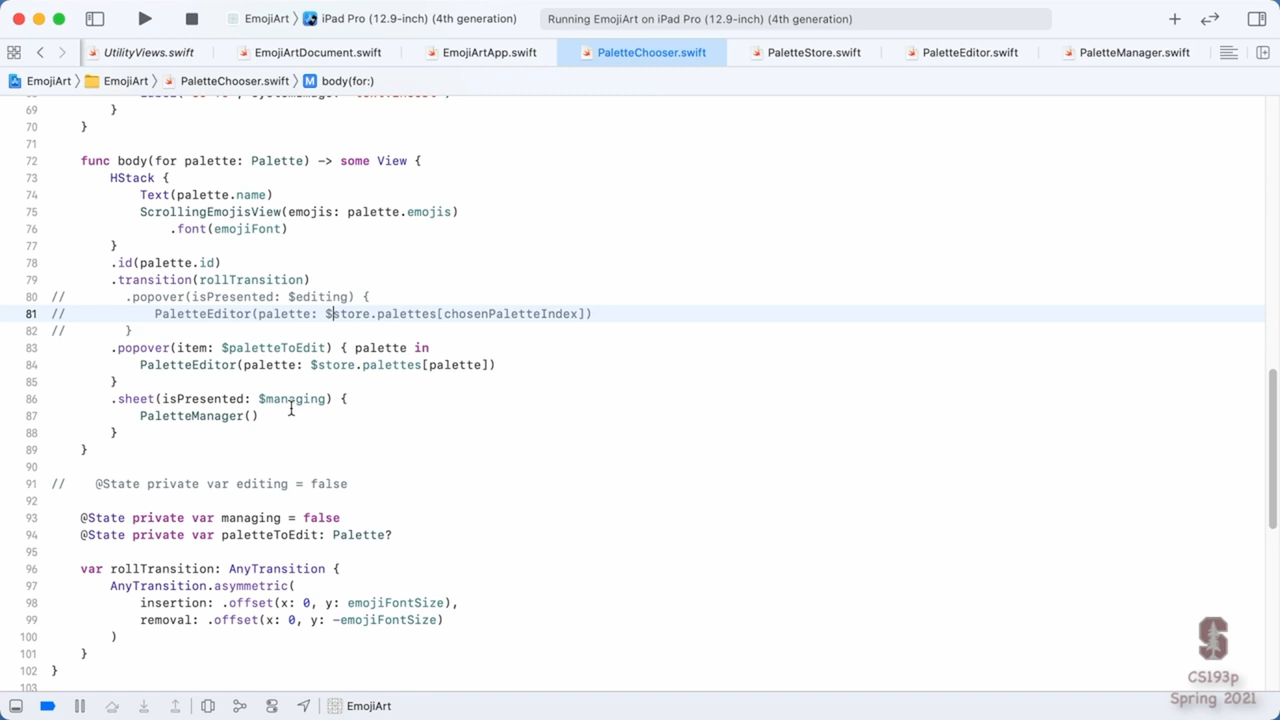 EmojiArt 〉 iPad Pro (12.9-inch) (4th generation)
Running EmojiArt on iPad Pro (12.9-inch) (4th generation)
UtilityViews.swift
EmojiArtDocument.swift
EmojiArtApp.swift
PaletteChooser.swift
PaletteStore.swift
PaletteEditor.swift
PaletteManager.swift
EmojiArt 〉 EmojiArt 〉 PaletteChooser.swift 〉 M body(for:)
69 }
70 }
71
72 func body(for palette: Palette) -> some View {
73 HStack {
74 Text(palette.name)
75 ScrollingEmojisView(emojis: palette.emojis)
76 .font(emojiFont)
77 }
78 .id(palette.id)
79 .transition(rollTransition)
80 // .popover(isPresented: $editing) {
81 // PaletteEditor(palette: $store.palettes[chosenPaletteIndex])
82 // }
83 .popover(item: $paletteToEdit) { palette in
84 PaletteEditor(palette: $store.palettes[palette])
85 }
86 .sheet(isPresented: $managing) {
87 PaletteManager()
88 }
89 }
90
91 // @State private var editing = false
92
93 @State private var managing = false
94 @State private var paletteToEdit: Palette?
95
96 var rollTransition: AnyTransition {
97 AnyTransition.asymmetric(
98 insertion: .offset(x: 0, y: emojiFontSize),
99 removal: .offset(x: 0, y: -emojiFontSize)
100 )
101 }
102 }
103
EmojiArt
S
CS193p
Spring 2021